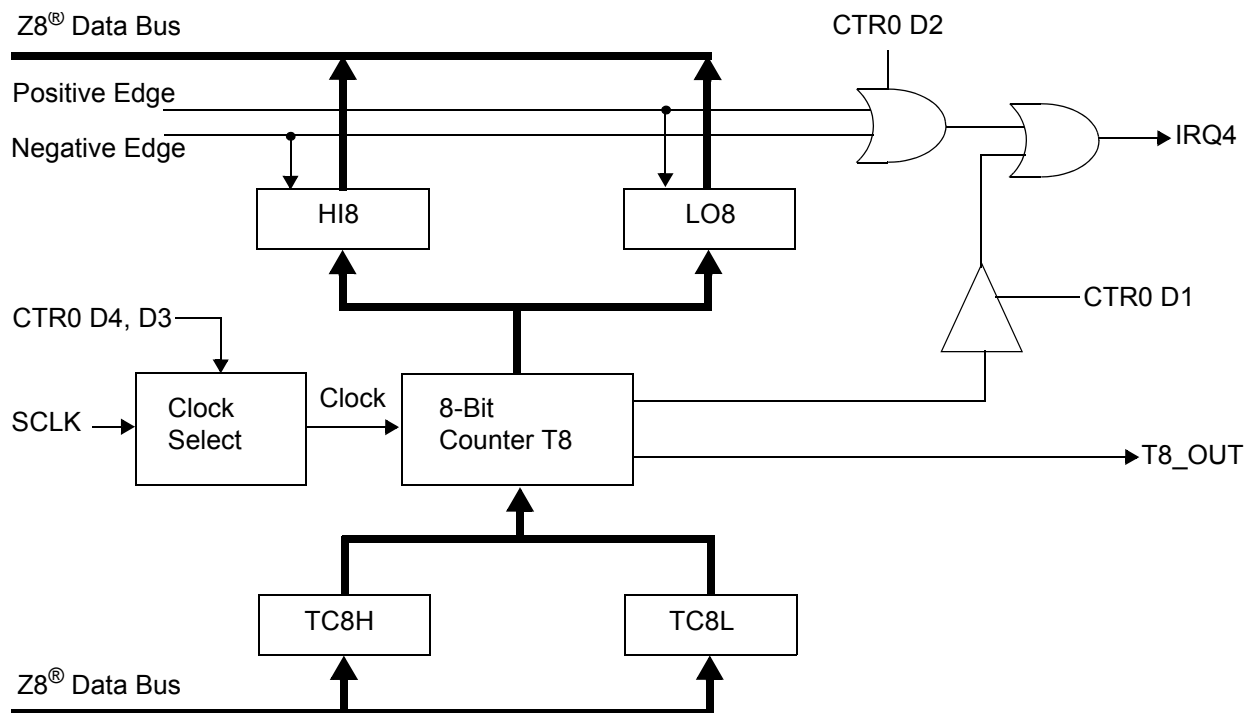 Z8® Data Bus
CTR0 D2
Positive Edge
Negative Edge
IRQ4
HI8
LO8
CTR0 D4, D3
CTR0 D1
SCLK
Clock
Select
Clock
8-Bit
Counter T8
T8_OUT
TC8H
TC8L
Z8® Data Bus